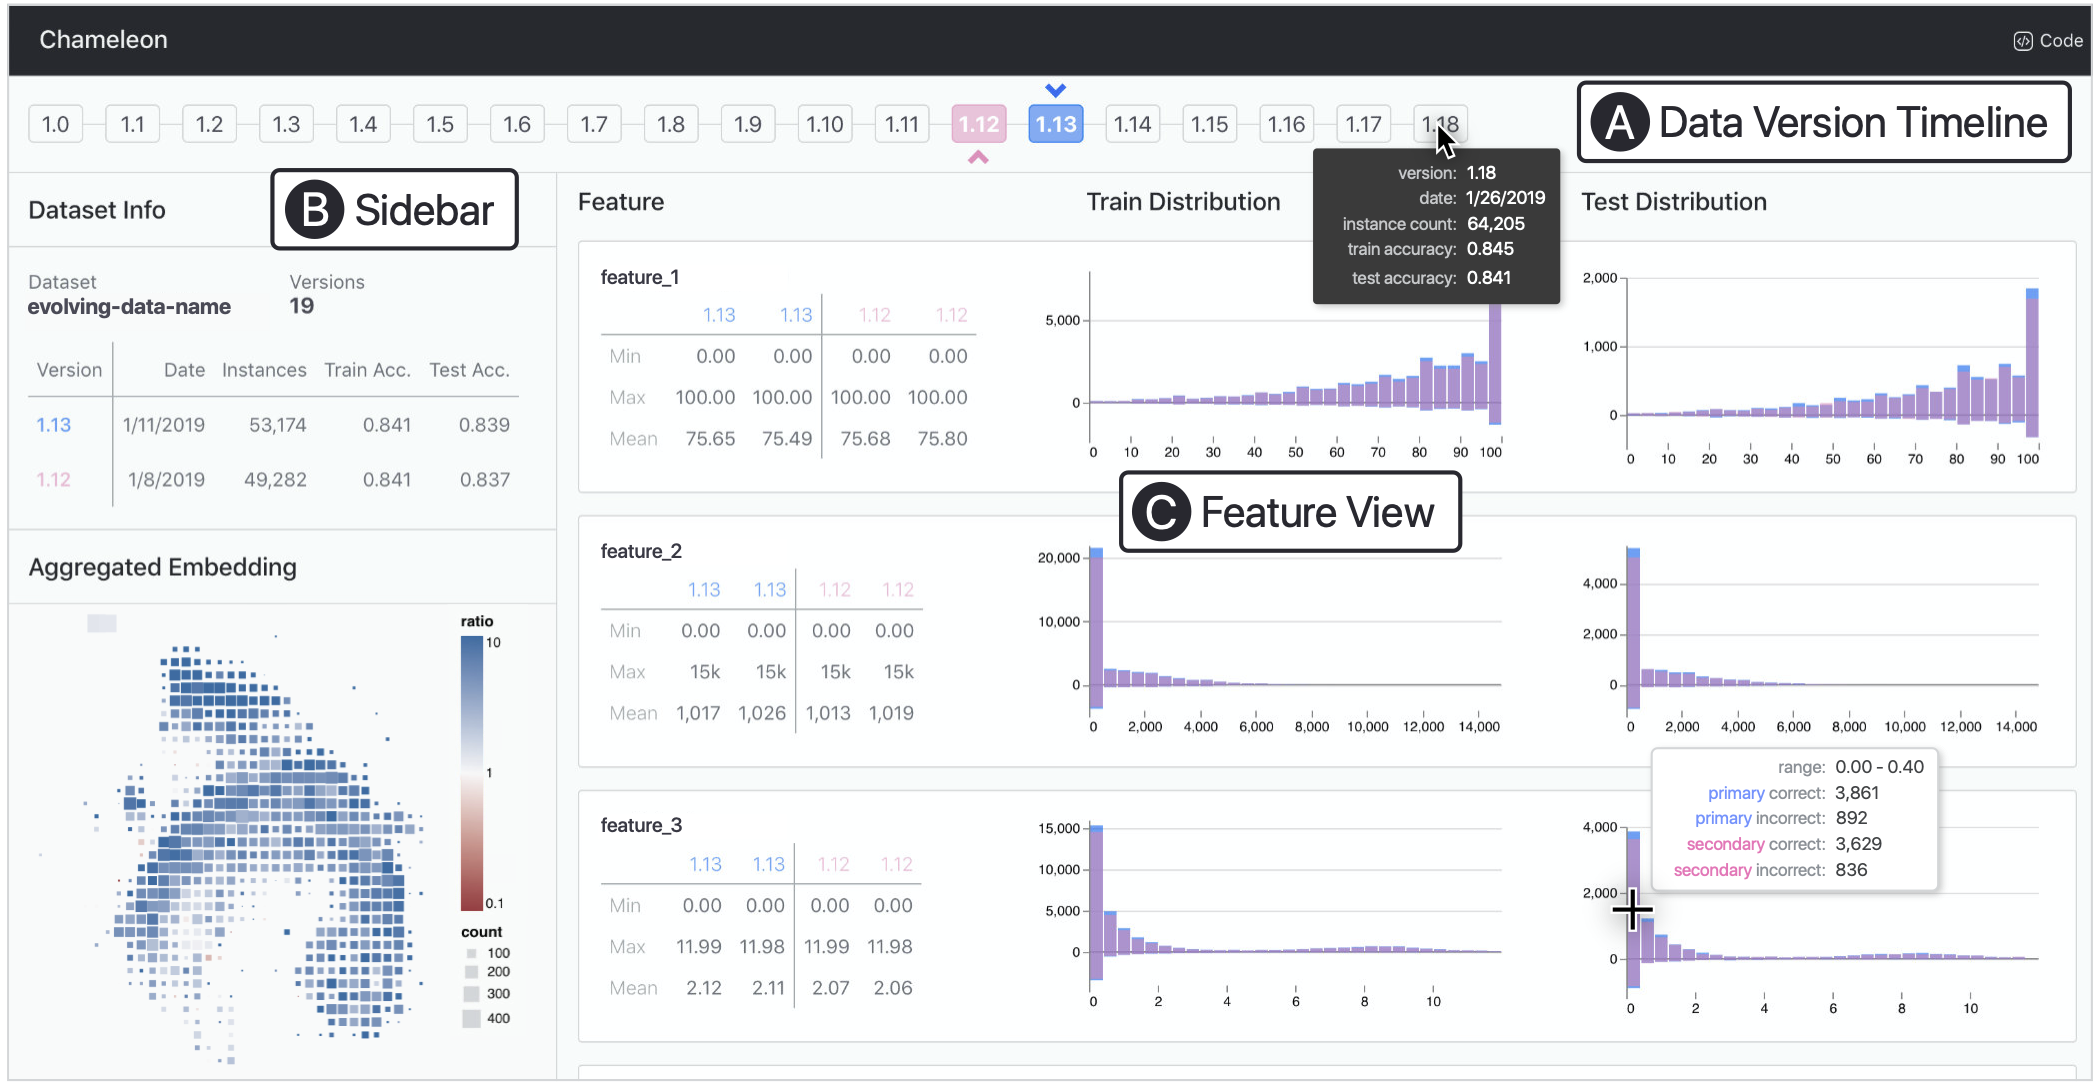 Chameleon
Code
1.0 1.1 1.2 1.3 1.4 1.5 1.6 1.7 1.8 1.9 1.10 1.11 1.12 1.13 1.14 1.15 1.16 1.17 1.18
A Data Version Timeline
version: 1.18
date: 1/26/2019
instance count: 64,205
train accuracy: 0.845
test accuracy: 0.841
Dataset Info
B Sidebar
Dataset Versions
evolving-data-name 19
Version Date Instances Train Acc. Test Acc.
1.13 1/11/2019 53,174 0.841 0.839
1.12 1/8/2019 49,282 0.841 0.837
Aggregated Embedding
ratio
10
1
0.1
count
100
200
300
400
Feature Train Distribution Test Distribution
feature_1
1.13 1.13 1.12 1.12
Min 0.00 0.00 0.00 0.00
Max 100.00 100.00 100.00 100.00
Mean 75.65 75.49 75.68 75.80
5,000
0
0 10 20 30 40 50 60 70 80 90 100
2,000
1,000
0
0 10 20 30 40 50 60 70 80 90 100
C Feature View
feature_2
1.13 1.13 1.12 1.12
Min 0.00 0.00 0.00 0.00
Max 15k 15k 15k 15k
Mean 1,017 1,026 1,013 1,019
20,000
10,000
0
0 2,000 4,000 6,000 8,000 10,000 12,000 14,000
4,000
2,000
0
0 2,000 4,000 6,000 8,000 10,000 12,000 14,000
feature_3
1.13 1.13 1.12 1.12
Min 0.00 0.00 0.00 0.00
Max 11.99 11.98 11.99 11.98
Mean 2.12 2.11 2.07 2.06
15,000
10,000
5,000
0
0 2 4 6 8 10
range: 0.00 - 0.40
primary correct: 3,861
primary incorrect: 892
secondary correct: 3,629
secondary incorrect: 836
4,000
2,000
0
0 2 4 6 8 10